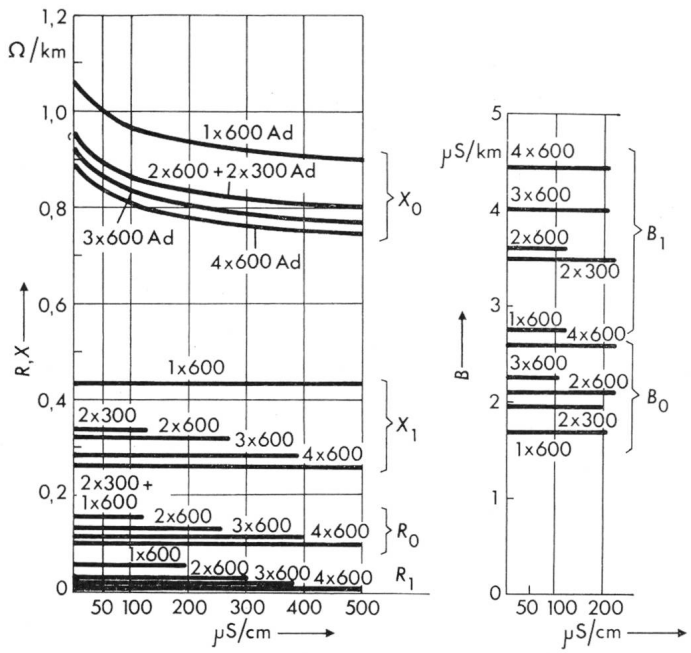 1,2
Ω/km
1,0
1x600 Ad
2x600+2x300 Ad
0,8
3x600 Ad
4x600 Ad
X0
0,6
R,X
1x600
0,4
2x300
2x600
3x600
4x600
X1
2x300+
0,2
1x600
2x600
3x600
4x600
R0
1x600
2x600
3x600
4x600
R1
0
50 100 200 300 400 500
µS/cm
5
µS/km
4x600
4
3x600
2x600
2x300
B1
3
1x600
B
4x600
3x600
2x600
2
2x300
1x600
B0
1
0
50 100 200
µS/cm